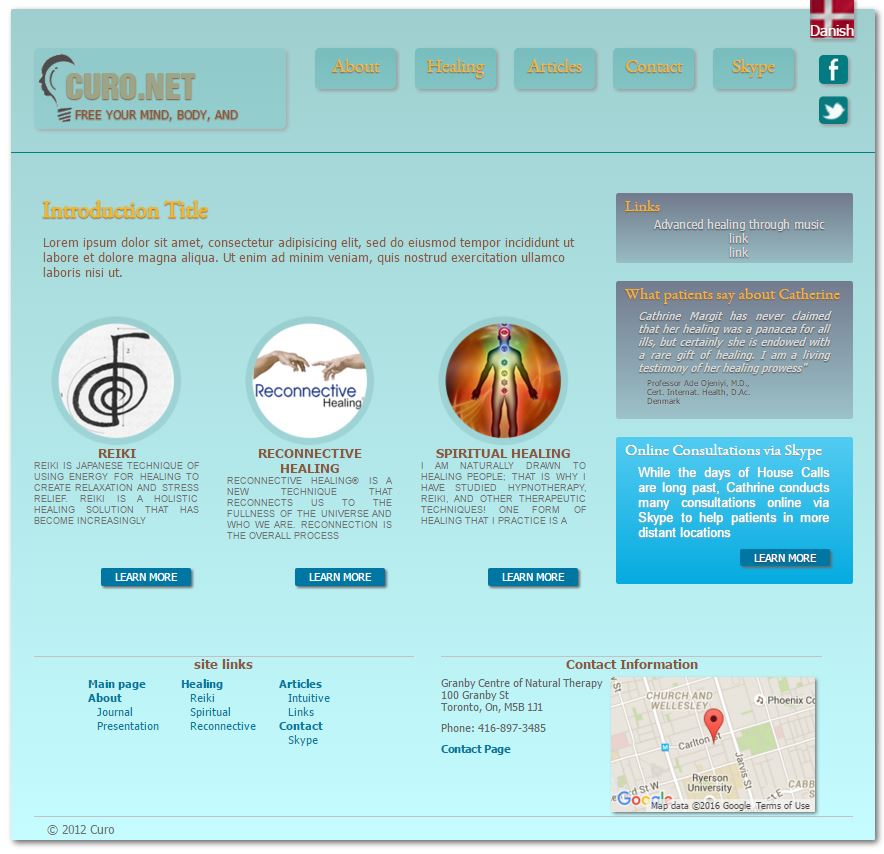 Danish
CURO.NET
FREE YOUR MIND, BODY, AND
About
Healing
Articles
Contact
Skype
Introduction Title
Lorem ipsum dolor sit amet, consectetur adipisicing elit, sed do eiusmod tempor incididunt ut
labore et dolore magna aliqua. Ut enim ad minim veniam, quis nostrud exercitation ullamco
laboris nisi ut.
Reconnective
Healing
REIKI
REIKI IS JAPANESE TECHNIQUE OF
USING ENERGY FOR HEALING TO
CREATE RELAXATION AND STRESS
RELIEF. REIKI IS A HOLISTIC
HEALING SOLUTION THAT HAS
BECOME INCREASINGLY
LEARN MORE
RECONNECTIVE
HEALING
RECONNECTIVE HEALING® IS A
NEW TECHNIQUE THAT
RECONNECTS US TO THE
FULLNESS OF THE UNIVERSE AND
WHO WE ARE. RECONNECTION IS
THE OVERALL PROCESS
LEARN MORE
SPIRITUAL HEALING
I AM NATURALLY DRAWN TO
HEALING PEOPLE; THAT IS WHY I
HAVE STUDIED HYPNOTHERAPY,
REIKI, AND OTHER THERAPEUTIC
TECHNIQUES! ONE FORM OF
HEALING THAT I PRACTICE IS A
LEARN MORE
Links
Advanced healing through music
link
link
What patients say about Catherine
Cathrine Margit has never claimed
that her healing was a panacea for all
ills, but certainly she is endowed with
a rare gift of healing. I am a living
testimony of her healing prowess"
Professor Ade Ojeniyi, M.D.,
Cert. Internat. Health, D.Ac.
Denmark
Online Consultations via Skype
While the days of House Calls
are long past, Cathrine conducts
many consultations online via
Skype to help patients in more
distant locations
LEARN MORE
site links
Main page
About
Journal
Presentation
Healing
Reiki
Spiritual
Reconnective
Articles
Intuitive
Links
Contact
Skype
Contact Information
Granby Centre of Natural Therapy
100 Granby St
Toronto, On, M5B 1J1
Phone: 416-897-3485
Contact Page
CHURCH AND
WELLESLEY
Phoenix Co
Carlton St
Jarvis St
Ryerson
University
CABB
rd St W
Google
Map data ©2016 Google Terms of Use
© 2012 Curo